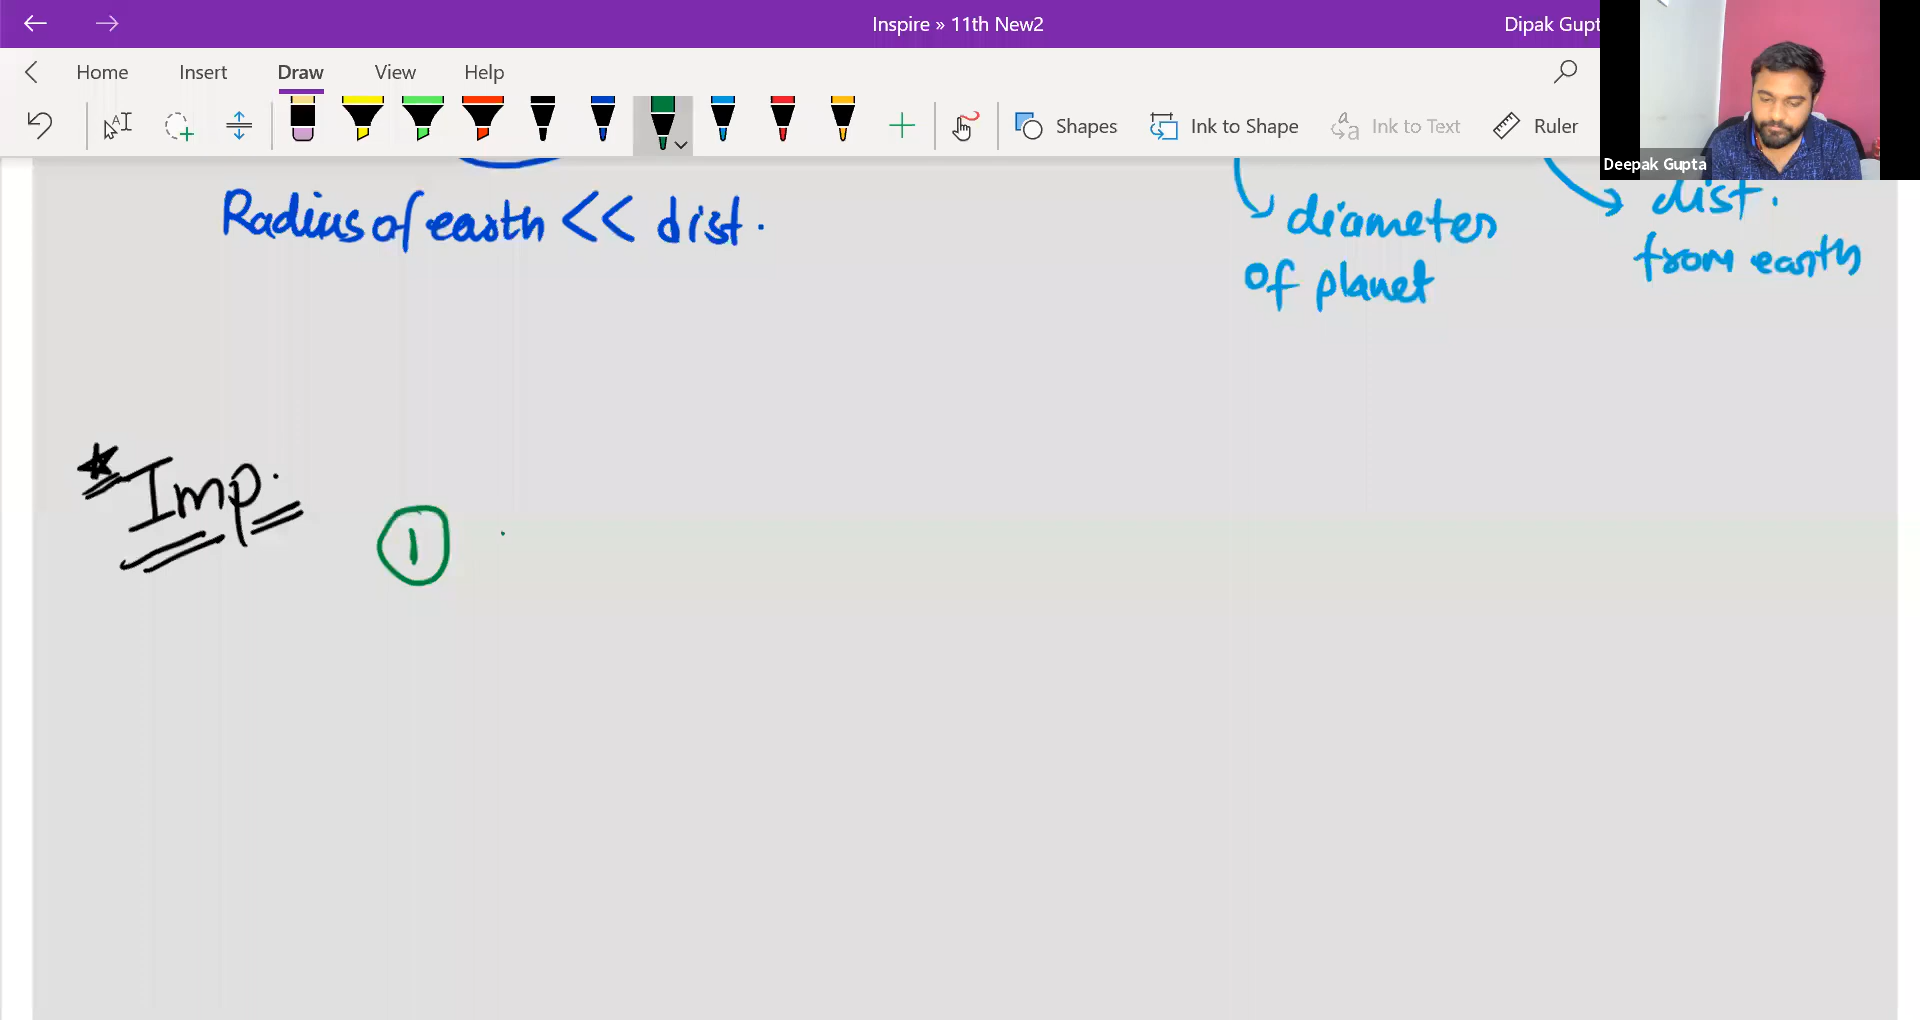 Inspire » 11th New2
Dipak Gupt
Home Insert Draw View Help
Shapes Ink to Shape Ink to Text Ruler
Deepak Gupta
Radius of earth << dist.
diameter
of planet
dist.
from earth
* Imp.
1